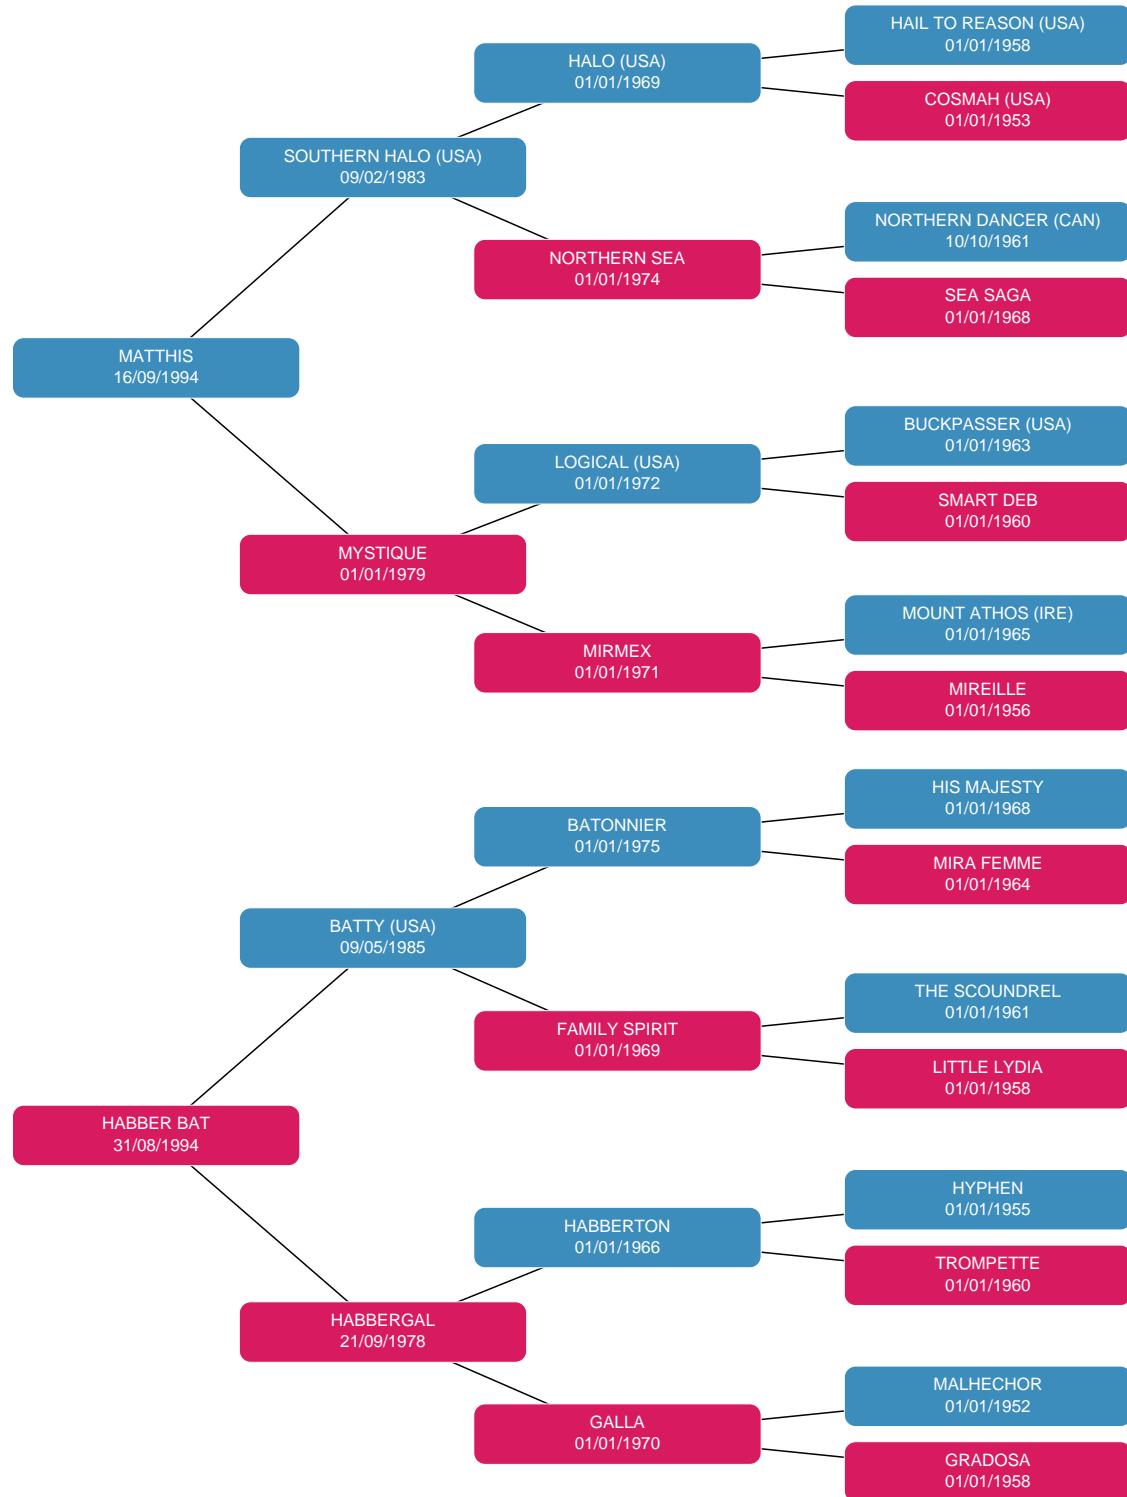 HAIL TO REASON (USA)
01/01/1958
HALO (USA)
01/01/1969
COSMAH (USA)
01/01/1953
SOUTHERN HALO (USA)
09/02/1983
NORTHERN DANCER (CAN)
10/10/1961
NORTHERN SEA
01/01/1974
SEA SAGA
01/01/1968
MATTHIS
16/09/1994
BUCKPASSER (USA)
01/01/1963
LOGICAL (USA)
01/01/1972
SMART DEB
01/01/1960
MYSTIQUE
01/01/1979
MOUNT ATHOS (IRE)
01/01/1965
MIRMEX
01/01/1971
MIREILLE
01/01/1956
HIS MAJESTY
01/01/1968
BATONNIER
01/01/1975
MIRA FEMME
01/01/1964
BATTY (USA)
09/05/1985
THE SCOUNDREL
01/01/1961
FAMILY SPIRIT
01/01/1969
LITTLE LYDIA
01/01/1958
HABBER BAT
31/08/1994
HYPHEN
01/01/1955
HABBERTON
01/01/1966
TROMPETTE
01/01/1960
HABBERGAL
21/09/1978
MALHECHOR
01/01/1952
GALLA
01/01/1970
GRADOSA
01/01/1958